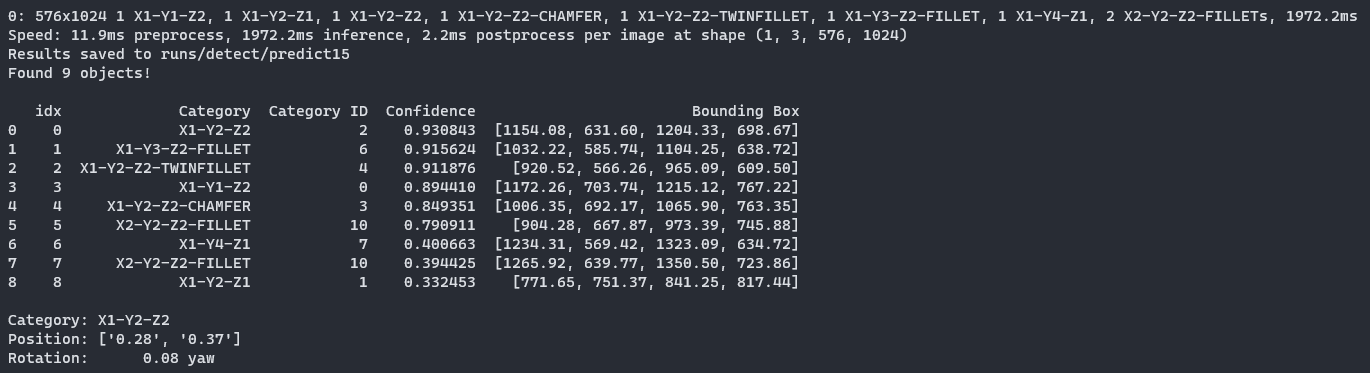 0: 576x1024 1 X1-Y1-Z2, 1 X1-Y2-Z1, 1 X1-Y2-Z2, 1 X1-Y2-Z2-CHAMFER, 1 X1-Y2-Z2-TWINFILLET, 1 X1-Y3-Z2-FILLET, 1 X1-Y4-Z1, 2 X2-Y2-Z2-FILLETs, 1972.2ms
Speed: 11.9ms preprocess, 1972.2ms inference, 2.2ms postprocess per image at shape (1, 3, 576, 1024)
Results saved to runs/detect/predict15
Found 9 objects!
idx Category Category ID Confidence Bounding Box
0 0 X1-Y2-Z2 2 0.930843 [1154.08, 631.60, 1204.33, 698.67]
1 1 X1-Y3-Z2-FILLET 6 0.915624 [1032.22, 585.74, 1104.25, 638.72]
2 2 X1-Y2-Z2-TWINFILLET 4 0.911876 [920.52, 566.26, 965.09, 609.50]
3 3 X1-Y1-Z2 0 0.894410 [1172.26, 703.74, 1215.12, 767.22]
4 4 X1-Y2-Z2-CHAMFER 3 0.849351 [1006.35, 692.17, 1065.90, 763.35]
5 5 X2-Y2-Z2-FILLET 10 0.790911 [904.28, 667.87, 973.39, 745.88]
6 6 X1-Y4-Z1 7 0.400663 [1234.31, 569.42, 1323.09, 634.72]
7 7 X2-Y2-Z2-FILLET 10 0.394425 [1265.92, 639.77, 1350.50, 723.86]
8 8 X1-Y2-Z1 1 0.332453 [771.65, 751.37, 841.25, 817.44]
Category: X1-Y2-Z2
Position: ['0.28', '0.37']
Rotation: 0.08 yaw